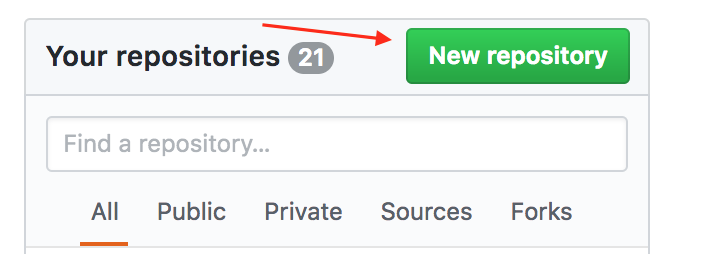 Your repositories 21 New repository
Find a repository...
All Public Private Sources Forks